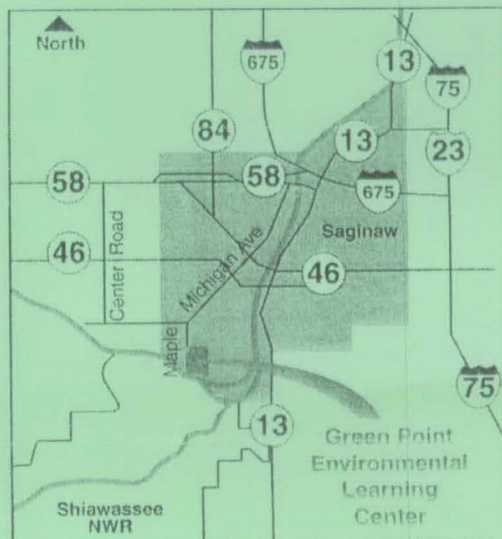 North
675
13
75
84
13
23
58
58
675
Center Road
Michigan Ave
Saginaw
46
46
Maple
75
13
Green Point
Environmental
Learning
Center
Shiawassee
NWR